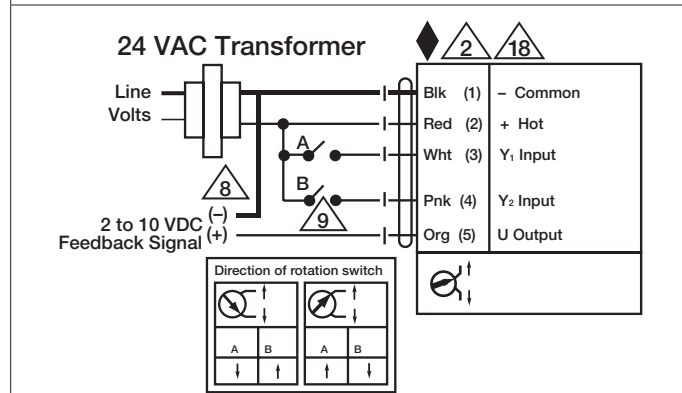 24 VAC Transformer
2
18
Line
Volts
Blk (1) – Common
Red (2) + Hot
A
Wht (3) Y₁ Input
B
8
9
Pnk (4) Y₂ Input
2 to 10 VDC (–)
Feedback Signal (+)
Org (5) U Output
Direction of rotation switch
A B A B